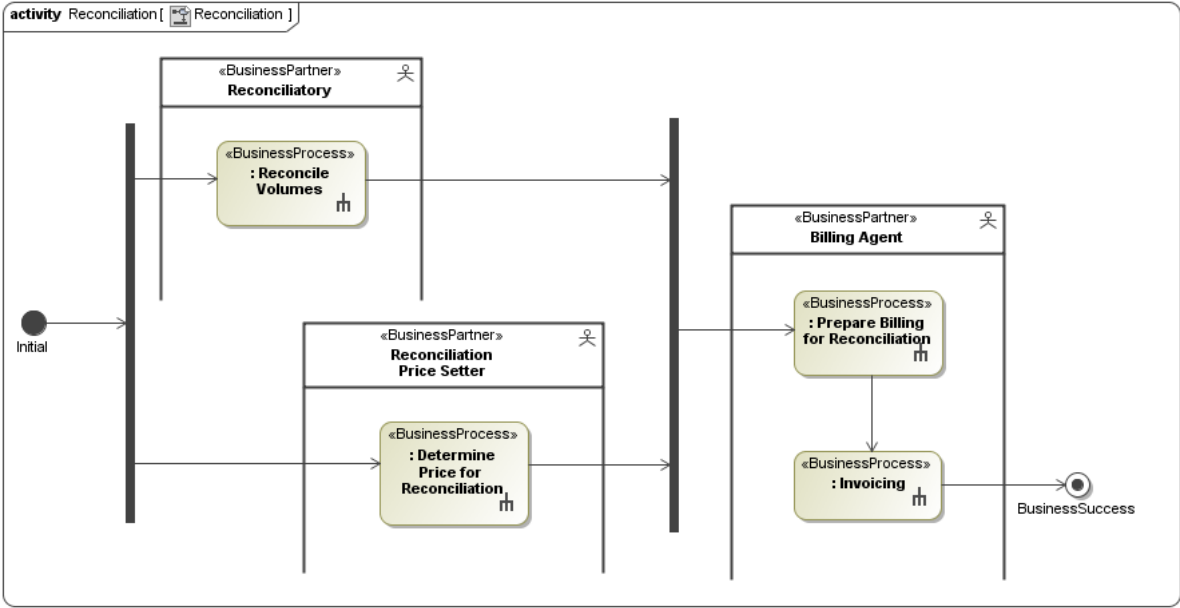 activity Reconciliation[ Reconciliation ]
«BusinessPartner»
Reconciliatory
«BusinessProcess»
: Reconcile
Volumes
Initial
«BusinessPartner»
Reconciliation
Price Setter
«BusinessProcess»
: Determine
Price for
Reconciliation
«BusinessPartner»
Billing Agent
«BusinessProcess»
: Prepare Billing
for Reconciliation
«BusinessProcess»
: Invoicing
BusinessSuccess